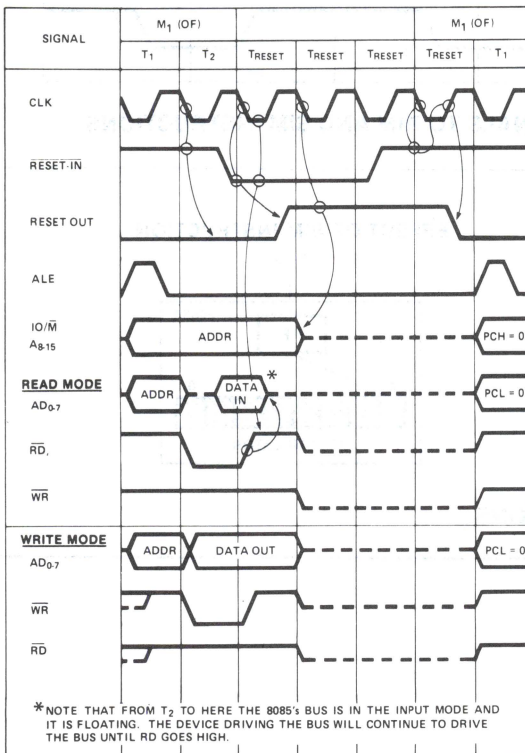 SIGNAL
M1 (OF)
M1 (OF)
T1
T2
TRESET
TRESET
TRESET
TRESET
T1
CLK
RESET-IN
RESET OUT
ALE
IO/M
A8-15
ADDR
PCH = 0
READ MODE
AD0-7
ADDR
DATA
IN
*
PCL = 0
RD,
WR
WRITE MODE
AD0-7
ADDR
DATA OUT
PCL = 0
WR
RD
*NOTE THAT FROM T2 TO HERE THE 8085's BUS IS IN THE INPUT MODE AND
IT IS FLOATING. THE DEVICE DRIVING THE BUS WILL CONTINUE TO DRIVE
THE BUS UNTIL RD GOES HIGH.